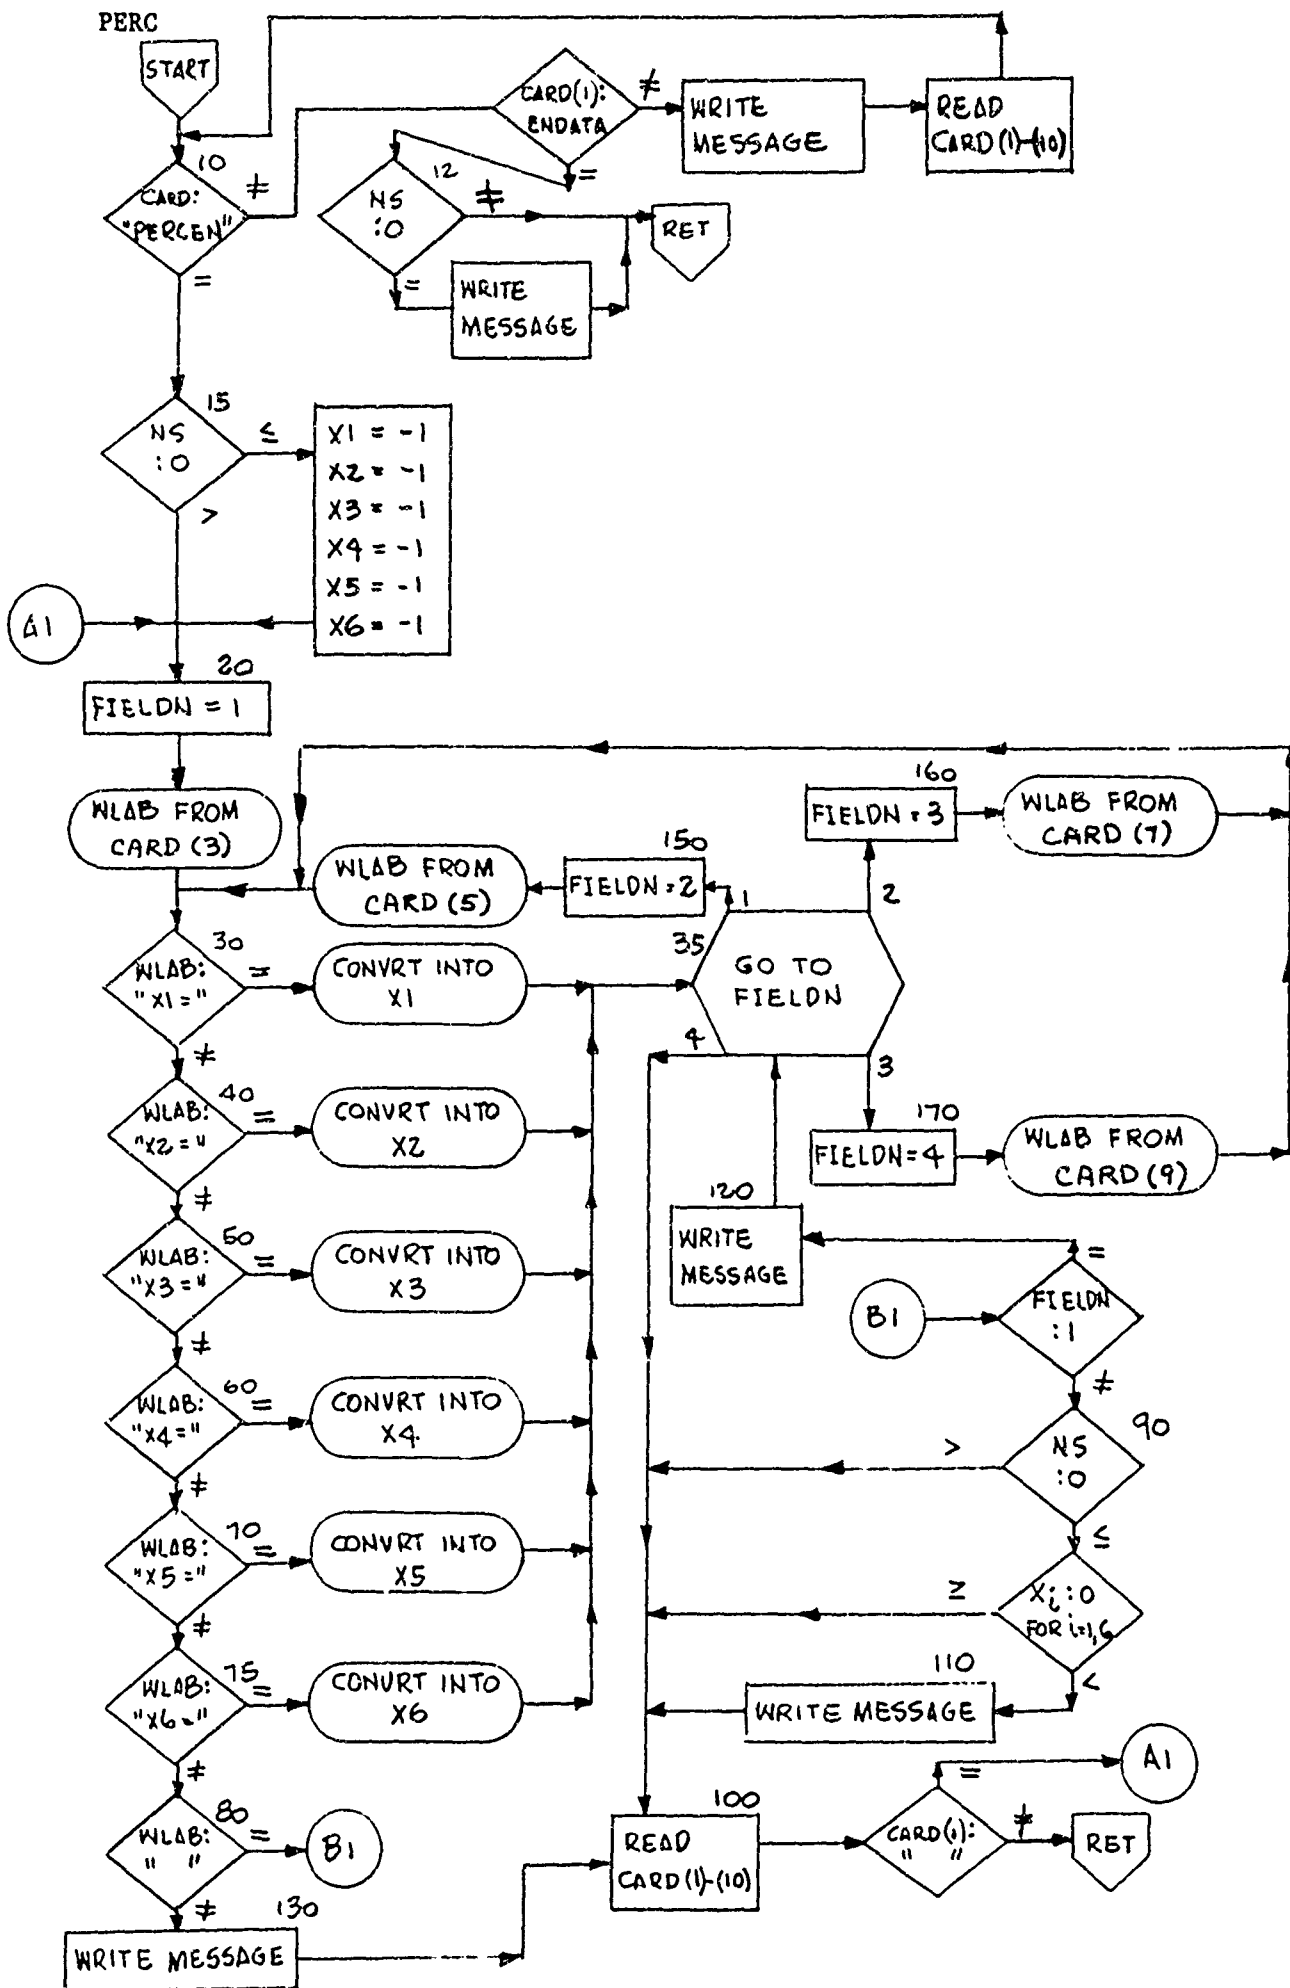 PERC
START
10
CARD:
"PERCEN"
≠
=
CARD(1):
ENDATA
≠
=
WRITE
MESSAGE
READ
CARD(1)-(10)
12
NS
:0
≠
=
WRITE
MESSAGE
RET
15
NS
:0
≤
>
X1 = -1
X2 = -1
X3 = -1
X4 = -1
X5 = -1
X6 = -1
A1
20
FIELDN = 1
WLAB FROM
CARD (3)
WLAB FROM
CARD (5)
150
FIELDN = 2
160
FIELDN = 3
WLAB FROM
CARD (7)
1
2
35
GO TO
FIELDN
4
3
170
FIELDN = 4
WLAB FROM
CARD (9)
30
WLAB:
"X1 = "
=
≠
CONVRT INTO
X1
40
WLAB:
"X2 = "
=
≠
CONVRT INTO
X2
50
WLAB:
"X3 = "
=
≠
CONVRT INTO
X3
60
WLAB:
"X4 = "
=
≠
CONVRT INTO
X4
70
WLAB:
"X5 = "
=
≠
CONVRT INTO
X5
75
WLAB:
"X6 = "
=
≠
CONVRT INTO
X6
80
WLAB:
" "
=
≠
B1
130
WRITE MESSAGE
120
WRITE
MESSAGE
B1
FIELDN
:1
=
≠
90
NS
:0
>
≤
Xi : 0
FOR i=1,6
≥
<
110
WRITE MESSAGE
100
READ
CARD(1)-(10)
CARD(1):
" "
=
≠
A1
RET